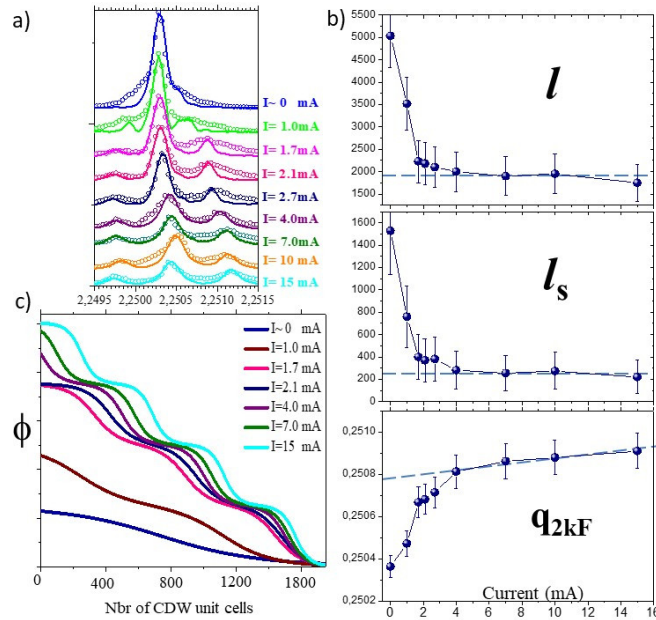 a)
I~ 0 mA
I= 1.0mA
I= 1.7mA
I= 2.1mA
I= 2.7mA
I= 4.0mA
I= 7.0mA
I= 10 mA
I= 15 mA
2,2495 2,2500 2,2505 2,2510 2,2515
b)
5500
5000
4500
4000
3500
3000
2500
2000
1500
l
1600
1400
1200
1000
800
600
400
200
0
ls
0,2510
0,2508
0,2506
0,2504
0,2502
q2kF
Current (mA)
0 2 4 6 8 10 12 14 16
c)
I~ 0 mA
I=1.0 mA
I=1.7 mA
I=2.1 mA
I=4.0 mA
I=7.0 mA
I=15 mA
ϕ
0 400 800 1200 1800
Nbr of CDW unit cells